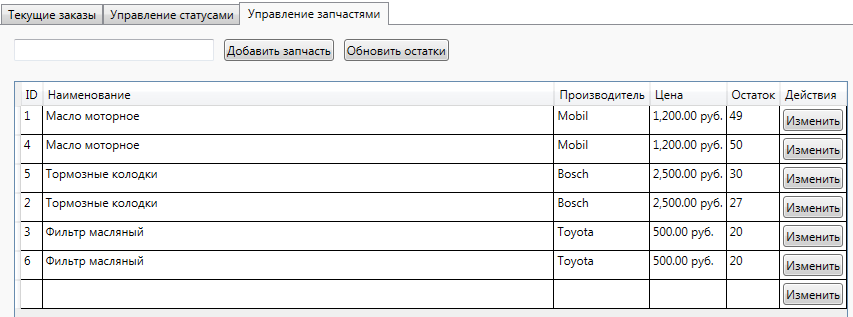 Текущие заказы Управление статусами Управление запчастями
Добавить запчасть Обновить остатки
ID Наименование Производитель Цена Остаток Действия
1 Масло моторное Mobil 1,200.00 руб. 49 Изменить
4 Масло моторное Mobil 1,200.00 руб. 50 Изменить
5 Тормозные колодки Bosch 2,500.00 руб. 30 Изменить
2 Тормозные колодки Bosch 2,500.00 руб. 27 Изменить
3 Фильтр масляный Toyota 500.00 руб. 20 Изменить
6 Фильтр масляный Toyota 500.00 руб. 20 Изменить
Изменить